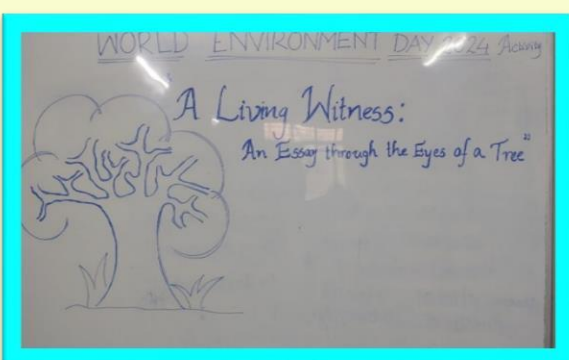 WORLD ENVIRONMENT DAY 2024 Activity
"A Living Witness:
An Essay through the Eyes of a Tree"